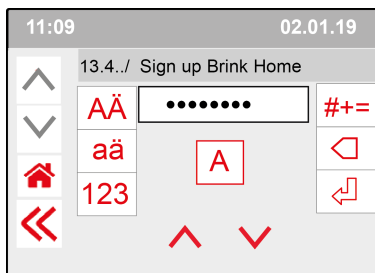 11:09 02.01.19
13.4../ Sign up Brink Home
AÄ •••••••• #+=
aä A
123